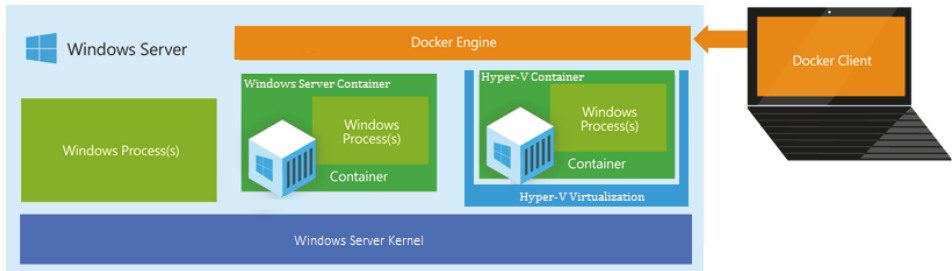 Windows Server
Docker Engine
Docker Client
Windows Process(s)
Windows Server Container
Windows
Process(s)
Container
Hyper-V Container
Windows
Process(s)
Container
Hyper-V Virtualization
Windows Server Kernel